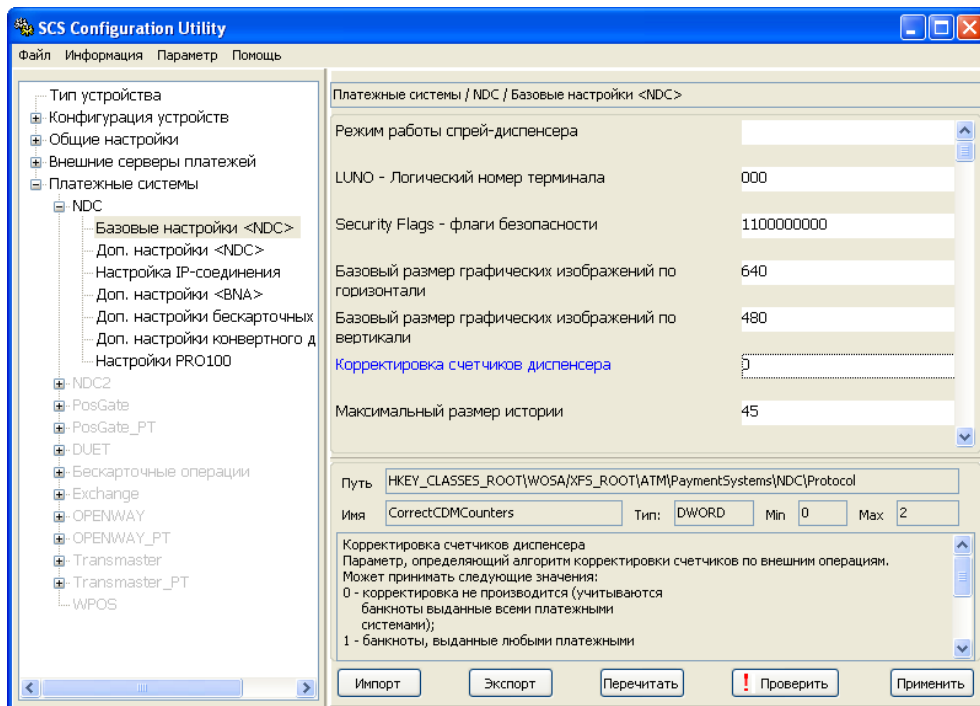 SCS Configuration Utility
Файл Информация Параметр Помощь
Тип устройства
Конфигурация устройств
Общие настройки
Внешние серверы платежей
Платежные системы
NDC
Базовые настройки <NDC>
Доп. настройки <NDC>
Настройка IP-соединения
Доп. настройки <BNA>
Доп. настройки бескарточных
Доп. настройки конвертного д
Настройки PRO100
NDC2
PosGate
PosGate_PT
DUET
Бескарточные операции
Exchange
OPENWAY
OPENWAY_PT
Transmaster
Transmaster_PT
WPOS
Платежные системы / NDC / Базовые настройки <NDC>
Режим работы спрей-диспенсера
LUNO - Логический номер терминала 000
Security Flags - флаги безопасности 1100000000
Базовый размер графических изображений по 640
горизонтали
Базовый размер графических изображений по 480
вертикали
Корректировка счетчиков диспенсера 0
Максимальный размер истории 45
Путь HKEY_CLASSES_ROOT\WOSA/XFS_ROOT\ATM\PaymentSystems\NDC\Protocol
Имя CorrectCDMCounters Тип: DWORD Min 0 Max 2
Корректировка счетчиков диспенсера
Параметр, определяющий алгоритм корректировки счетчиков по внешним операциям.
Может принимать следующие значения:
0 - корректировка не производится (учитываются
банкноты выданные всеми платежными
системами);
1 - банкноты, выданные любыми платежными
Импорт Экспорт Перечитать ! Проверить Применить